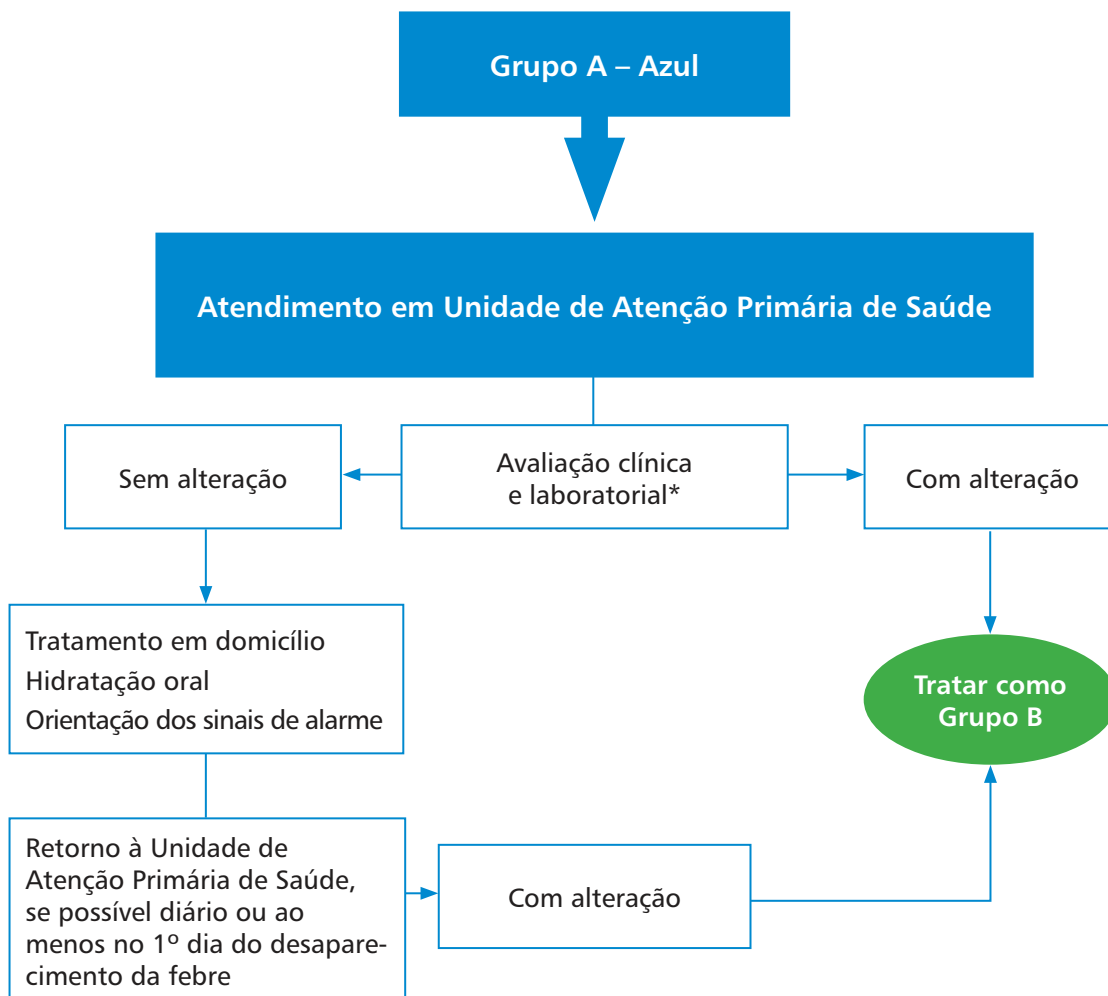 Grupo A – Azul
Atendimento em Unidade de Atenção Primária de Saúde
Sem alteração
Avaliação clínica
e laboratorial*
Com alteração
Tratamento em domicílio
Hidratação oral
Orientação dos sinais de alarme
Tratar como
Grupo B
Retorno à Unidade de
Atenção Primária de Saúde,
se possível diário ou ao
menos no 1º dia do desapare-
cimento da febre
Com alteração